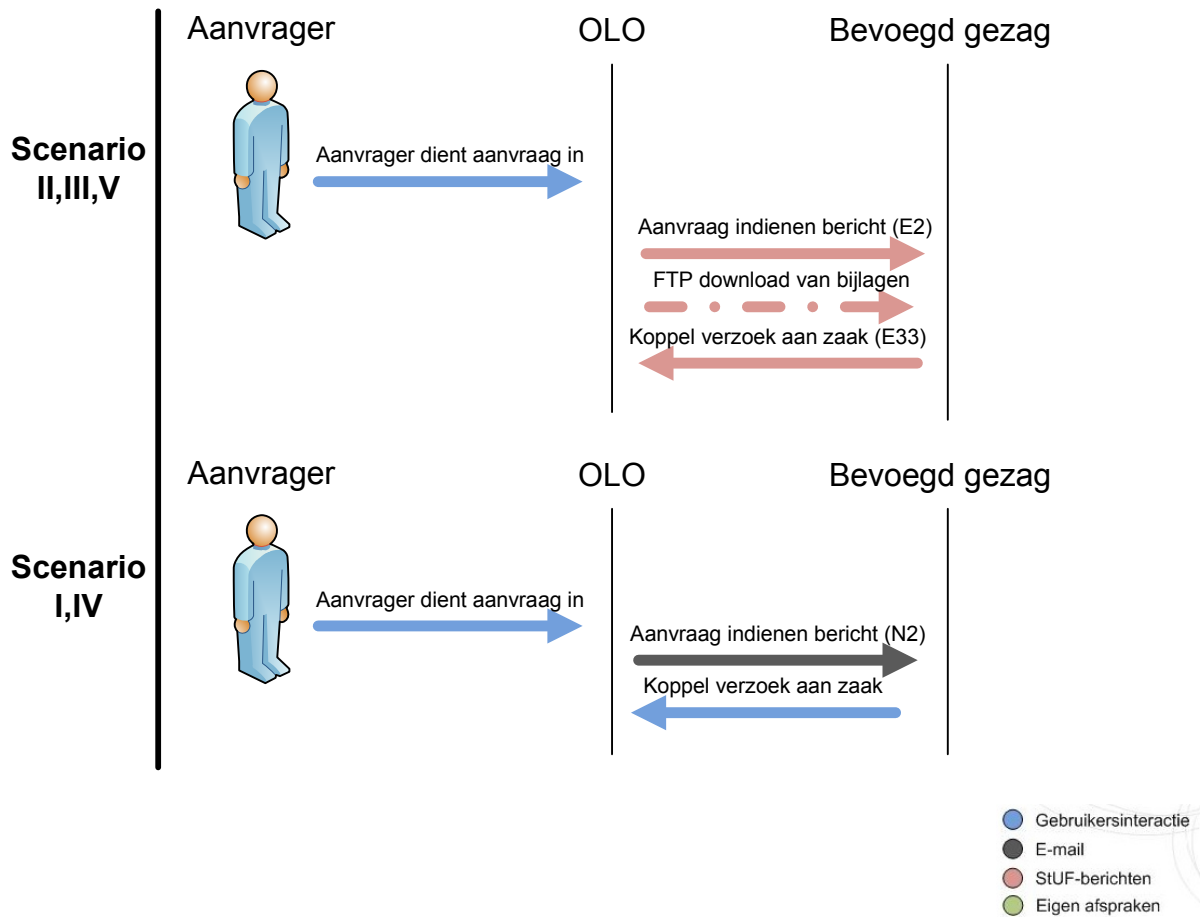 Aanvrager
OLO
Bevoegd gezag
Scenario
II,III,V
Aanvrager dient aanvraag in
Aanvraag indienen bericht (E2)
FTP download van bijlagen
Koppel verzoek aan zaak (E33)
Aanvrager
OLO
Bevoegd gezag
Scenario
I,IV
Aanvrager dient aanvraag in
Aanvraag indienen bericht (N2)
Koppel verzoek aan zaak
Gebruikersinteractie
E-mail
StUF-berichten
Eigen afspraken